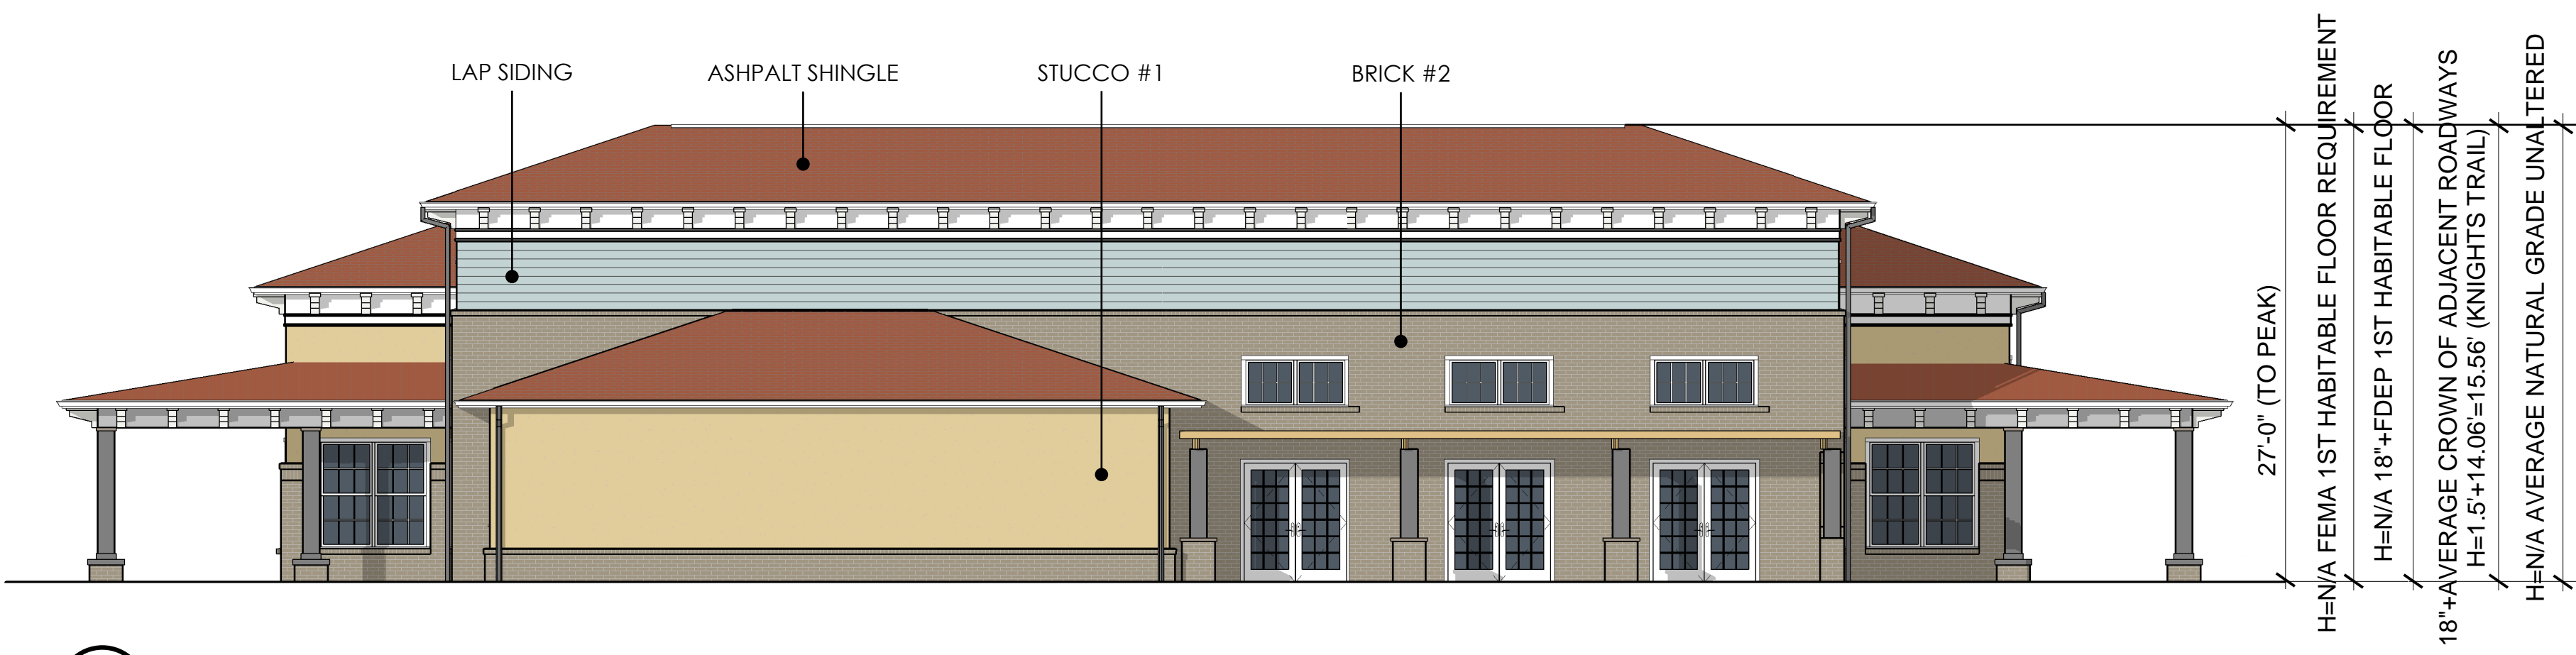 LAP SIDING
ASHPALT SHINGLE
STUCCO #1
BRICK #2
27'-0" (TO PEAK)
H=N/A FEMA 1ST HABITABLE FLOOR REQUIREMENT
H=N/A 18"+FDEP 1ST HABITABLE FLOOR
18"+AVERAGE CROWN OF ADJACENT ROADWAYS
H=1.5'+14.06'=15.56' (KNIGHTS TRAIL)
H=N/A AVERAGE NATURAL GRADE UNALTERED